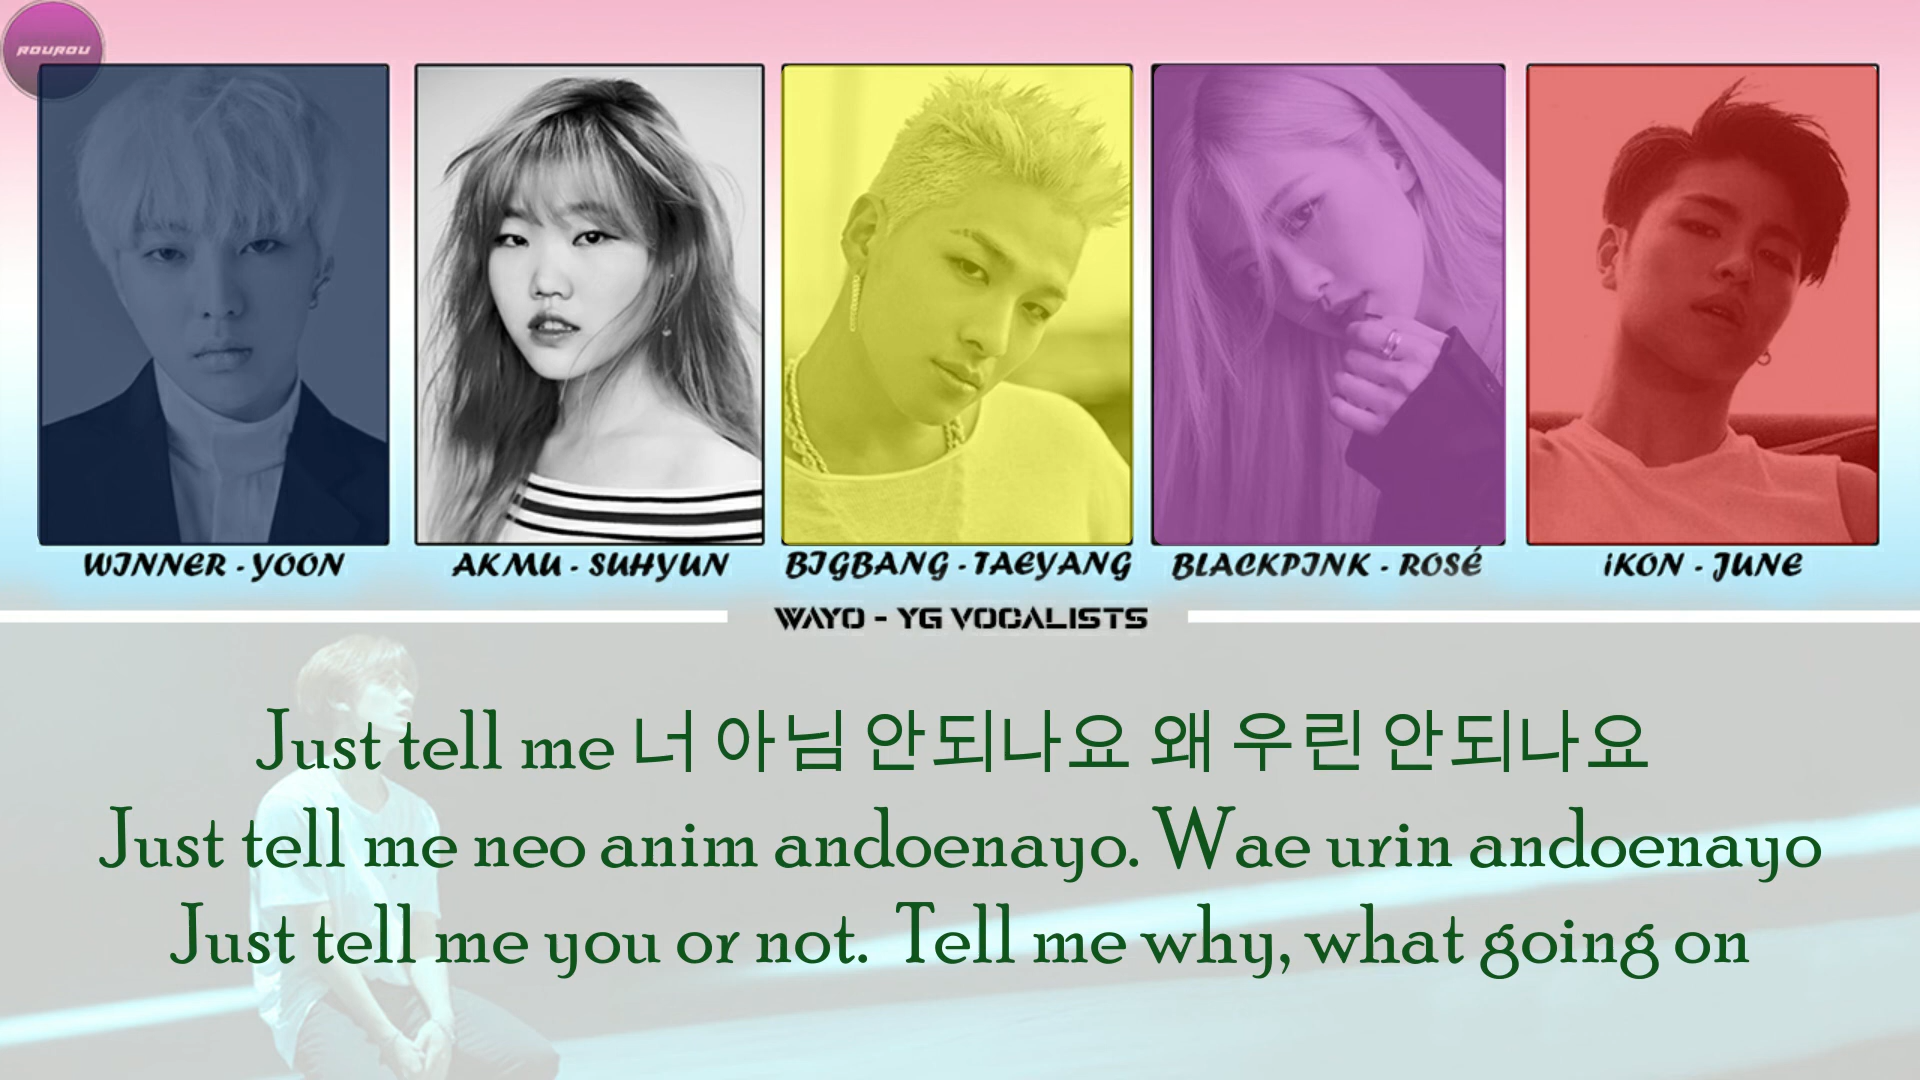 ROUROU
WINNER - YOON
AKMU - SUHYUN
BIGBANG - TAEYANG
BLACKPINK - ROSÉ
iKON - JUNE
WAYO - YG VOCALISTS
Just tell me 너 아님 안되나요 왜 우린 안되나요
Just tell me neo anim andoenayo. Wae urin andoenayo
Just tell me you or not. Tell me why, what going on